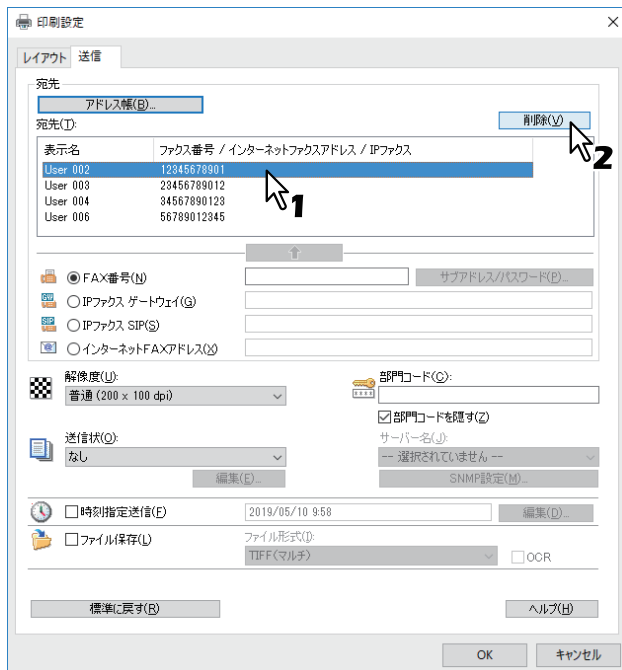 印刷設定
レイアウト 送信
宛先
アドレス帳(B)...
宛先(T):
削除(V)
2
表示名 ファクス番号 / インターネットファクスアドレス / IPファクス
User 002 12345678901
1
User 003 23456789012
User 004 34567890123
User 006 56789012345
FAX番号(N) サブアドレス/パスワード(P)...
IPファクス ゲートウェイ(G)
IPファクス SIP(S)
インターネットFAXアドレス(X)
解像度(U): 部門コード(C):
普通 (200 x 100 dpi)
部門コードを隠す(Z)
送信状(O): サーバー名(J):
なし -- 選択されていません --
編集(E)... SNMP設定(M)...
時刻指定送信(F) 2019/05/10 9:58 編集(D)...
ファイル保存(L) ファイル形式(I):
TIFF(マルチ) OCR
標準に戻す(R) ヘルプ(H)
OK キャンセル